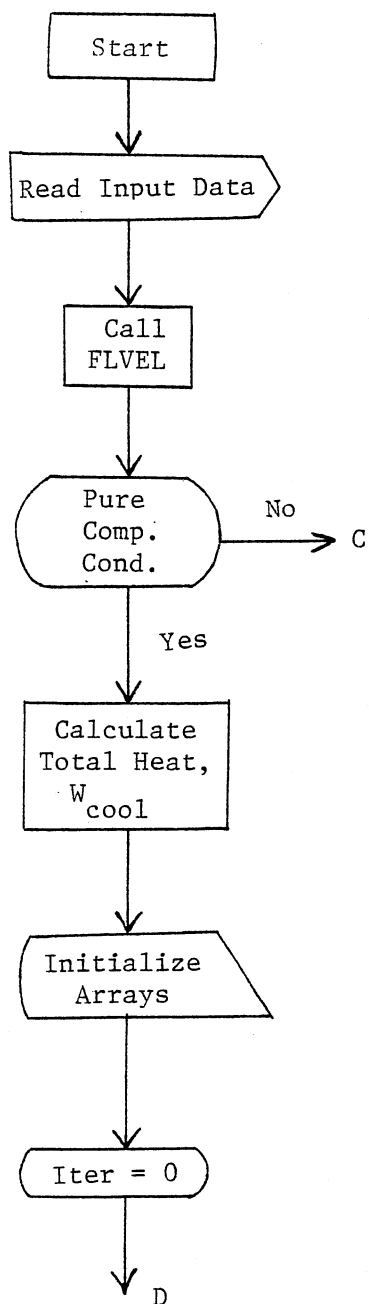 Start
Read Input Data
Call
FLVEL
Pure
Comp.
Cond.
No
C
Yes
Calculate
Total Heat,
W cool
Initialize
Arrays
Iter = 0
D